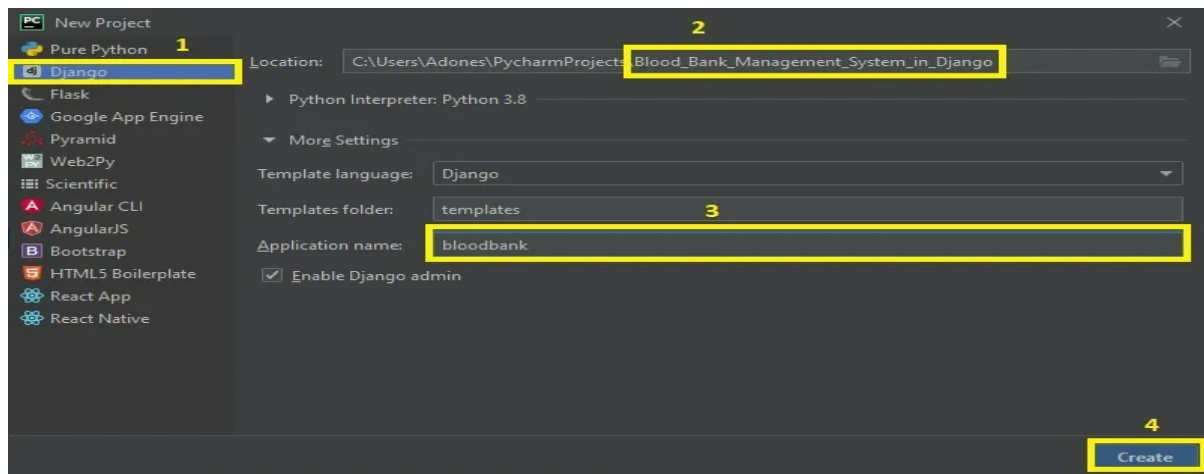 PC New Project
1
2
Pure Python
Django
Flask
Google App Engine
Pyramid
Web2Py
Scientific
Angular CLI
AngularJS
Bootstrap
HTML5 Boilerplate
React App
React Native
Location: C:\Users\Adones\PycharmProjects\Blood_Bank_Management_System_in_Django
Python Interpreter: Python 3.8
More Settings
Template language: Django
Templates folder: templates
3
Application name: bloodbank
Enable Django admin
4
Create